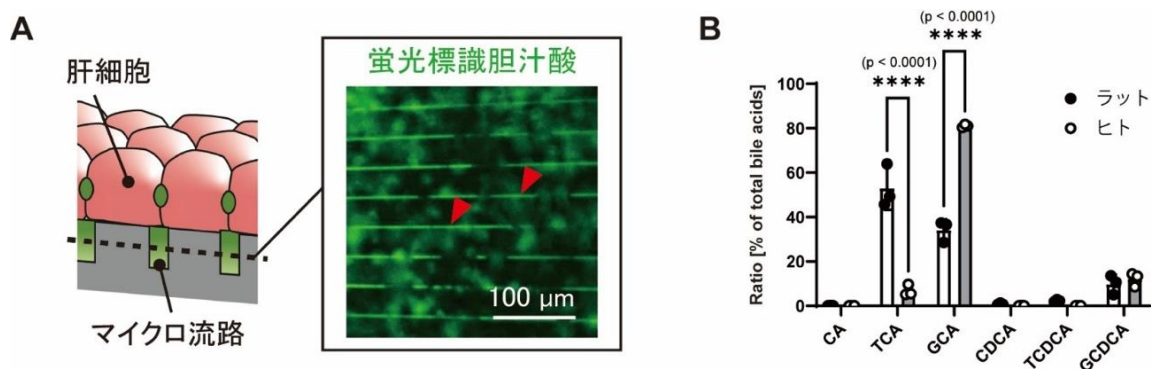 A
肝細胞
マイクロ流路
蛍光標識胆汁酸
100 µm
B
(p < 0.0001)
****
(p < 0.0001)
****
ラット
ヒト
Ratio [% of total bile acids]
100
80
60
40
20
0
CA
TCA
GCA
CDCA
TCDCA
GCDCA